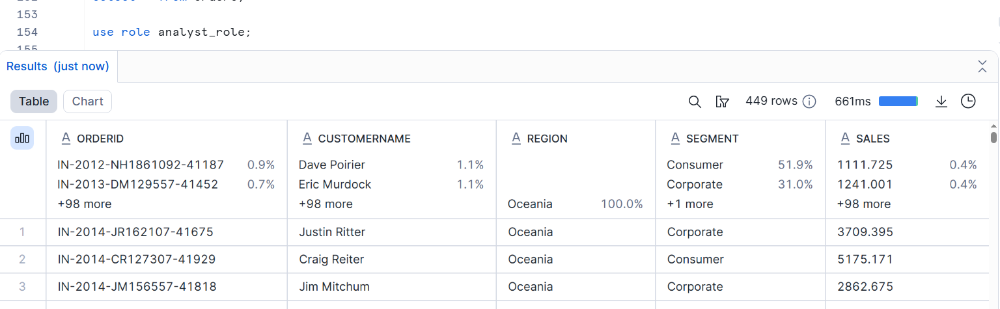 153
154 use role analyst_role;
155
Results (just now)
Table Chart 449 rows 661ms
A ORDERID A CUSTOMERNAME A REGION A SEGMENT A SALES
IN-2012-NH1861092-41187 0.9% Dave Poirier 1.1% Consumer 51.9% 1111.725 0.4%
IN-2013-DM129557-41452 0.7% Eric Murdock 1.1% Corporate 31.0% 1241.001 0.4%
+98 more +98 more Oceania 100.0% +1 more +98 more
1 IN-2014-JR162107-41675 Justin Ritter Oceania Corporate 3709.395
2 IN-2014-CR127307-41929 Craig Reiter Oceania Consumer 5175.171
3 IN-2014-JM156557-41818 Jim Mitchum Oceania Corporate 2862.675